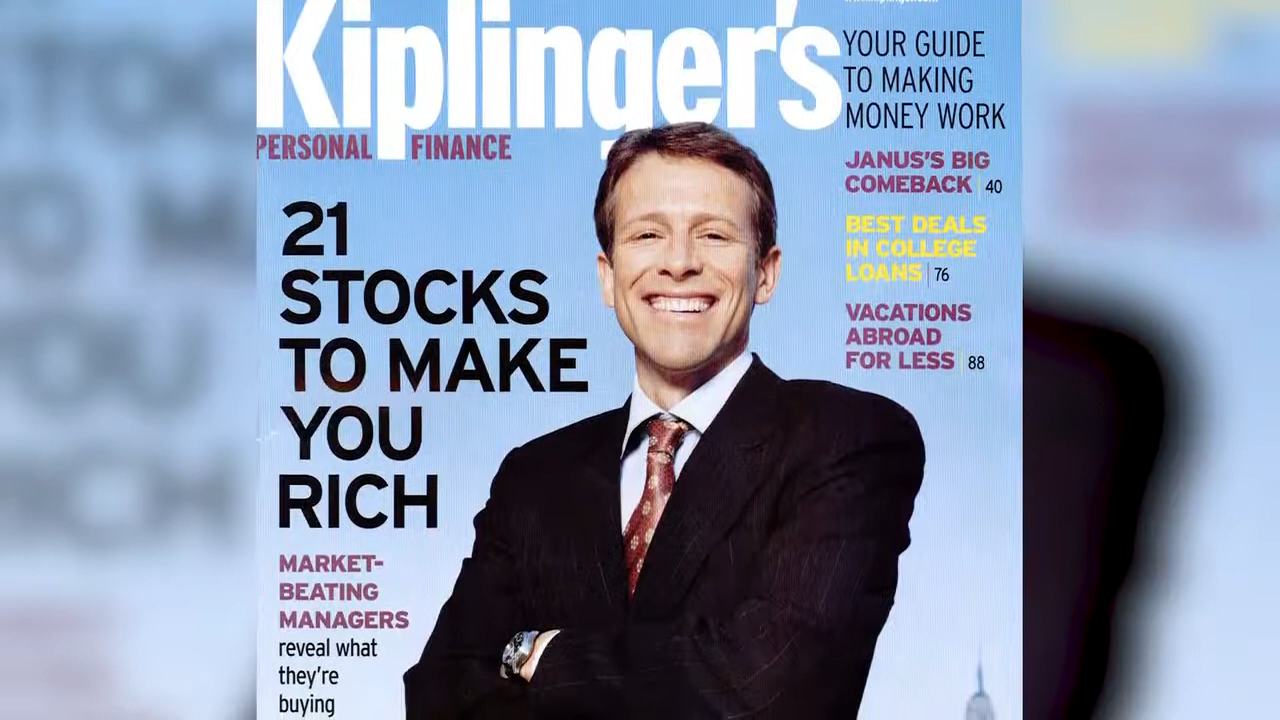 Kiplinger's
PERSONAL FINANCE
YOUR GUIDE
TO MAKING
MONEY WORK
JANUS'S BIG
COMEBACK | 40
BEST DEALS
IN COLLEGE
LOANS | 76
VACATIONS
ABROAD
FOR LESS | 88
21
STOCKS
TO MAKE
YOU
RICH
MARKET-
BEATING
MANAGERS
reveal what
they're
buying